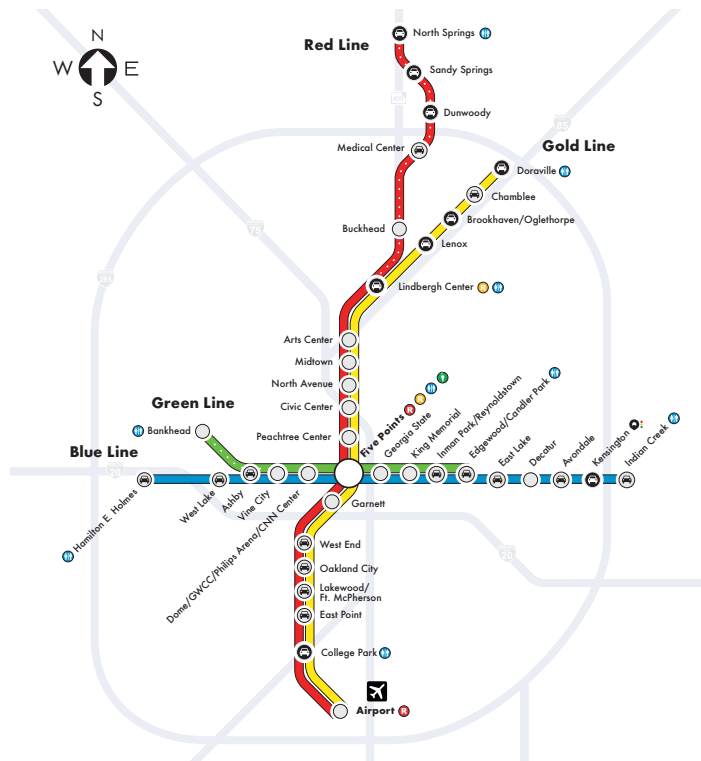 N
W E
S
Red Line
North Springs
Sandy Springs
400
Dunwoody
85
Medical Center
Gold Line
Doraville
Chamblee
Brookhaven/Oglethorpe
Buckhead
75
Lenox
285
Lindbergh Center
R
Arts Center
Midtown
North Avenue
Civic Center
Peachtree Center
Green Line
Bankhead
Blue Line
20
Five Points
R
Georgia State
King Memorial
Inman Park/Reynoldstown
Edgewood/Candler Park
East Lake
Decatur
Avondale
Kensington
Indian Creek
Hamilton E. Holmes
West Lake
Ashby
Vine City
Dome/GWCC/Philips Arena/CNN Center
Garnett
West End
20
Oakland City
Lakewood/
Ft. McPherson
East Point
College Park
Airport
R